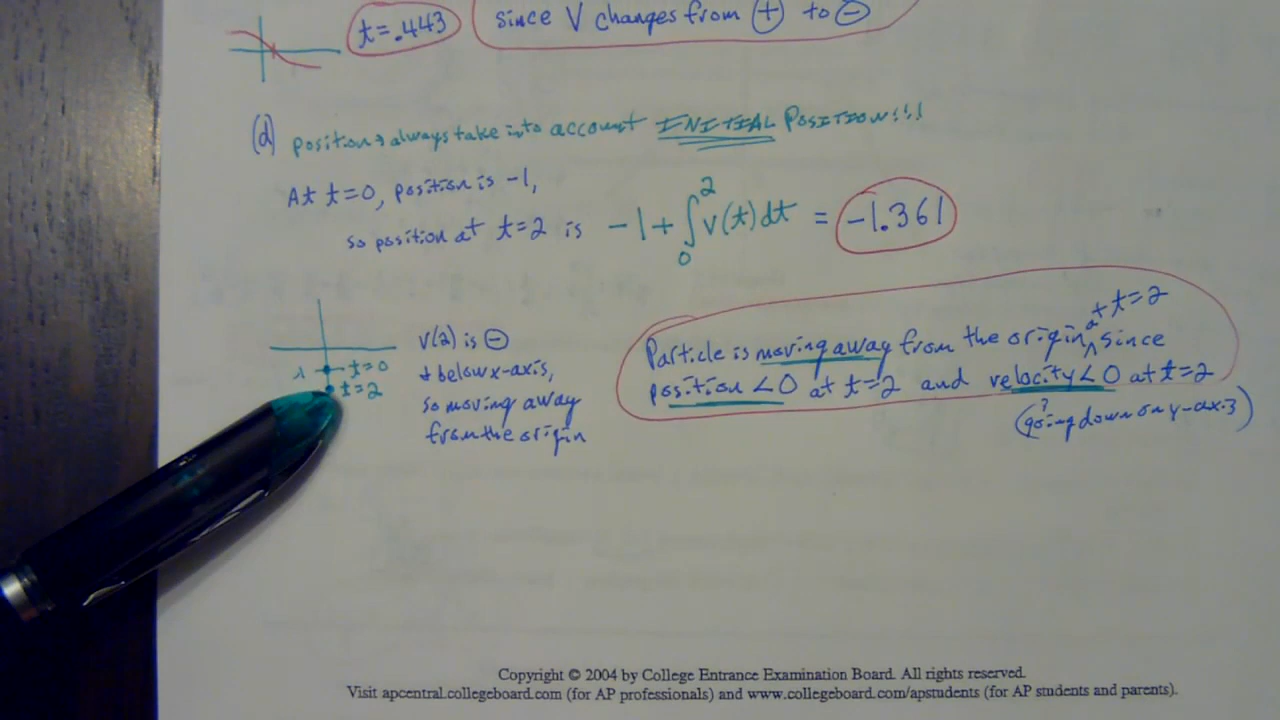 t=.443
since V changes from (+) to (−)
(d) position → always take into account INITIAL POSITION!!!
At t=0, position is -1,
so position at t=2 is -1 + ∫₀² v(t)dt = -1.361
t=0
t=2
v(2) is (−)
+ below x-axis,
so moving away
from the origin
Particle is moving away from the origin at t=2 since
position <0 at t=2 and velocity <0 at t=2
(going down on y-axis)
Copyright © 2004 by College Entrance Examination Board. All rights reserved.
Visit apcentral.collegeboard.com (for AP professionals) and www.collegeboard.com/apstudents (for AP students and parents).